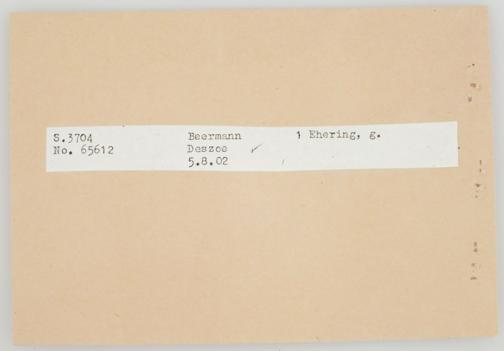 S.3704 Beermann 1 Ehering, g.
No. 65612 Deszoe
5.8.02